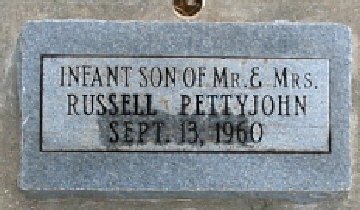 INFANT SON OF MR. & MRS.
RUSSELL PETTYJOHN
SEPT. 13, 1960